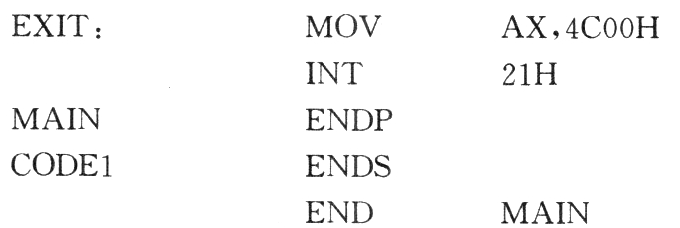 EXIT： MOV AX，4C00H
INT 21H
MAIN ENDP
CODE1 ENDS
END MAIN